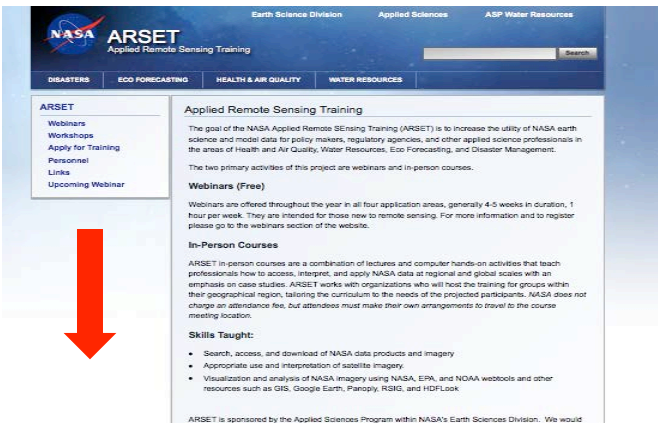 Earth Science Division Applied Sciences ASP Water Resources
NASA
ARSET
Applied Remote Sensing Training
Search
DISASTERS ECO FORECASTING HEALTH & AIR QUALITY WATER RESOURCES
ARSET
Webinars
Workshops
Apply for Training
Personnel
Links
Upcoming Webinar
Applied Remote Sensing Training
The goal of the NASA Applied Remote SEnsing Training (ARSET) is to increase the utility of NASA earth
science and model data for policy makers, regulatory agencies, and other applied science professionals in
the areas of Health and Air Quality, Water Resources, Eco Forecasting, and Disaster Management.
The two primary activities of this project are webinars and in-person courses.
Webinars (Free)
Webinars are offered throughout the year in all four application areas, generally 4-5 weeks in duration, 1
hour per week. They are intended for those new to remote sensing. For more information and to register
please go to the webinars section of the website.
In-Person Courses
ARSET in-person courses are a combination of lectures and computer hands-on activities that teach
professionals how to access, interpret, and apply NASA data at regional and global scales with an
emphasis on case studies. ARSET works with organizations who will host the training for groups within
their geographical region, tailoring the curriculum to the needs of the projected participants. NASA does not
charge an attendance fee, but attendees must make their own arrangements to travel to the course
meeting location.
Skills Taught:
• Search, access, and download of NASA data products and imagery
• Appropriate use and interpretation of satellite imagery.
• Visualization and analysis of NASA imagery using NASA, EPA, and NOAA webtools and other
resources such as GIS, Google Earth, Panoply, RSIG, and HDFLook
ARSET is sponsored by the Applied Sciences Program within NASA's Earth Sciences Division. We would